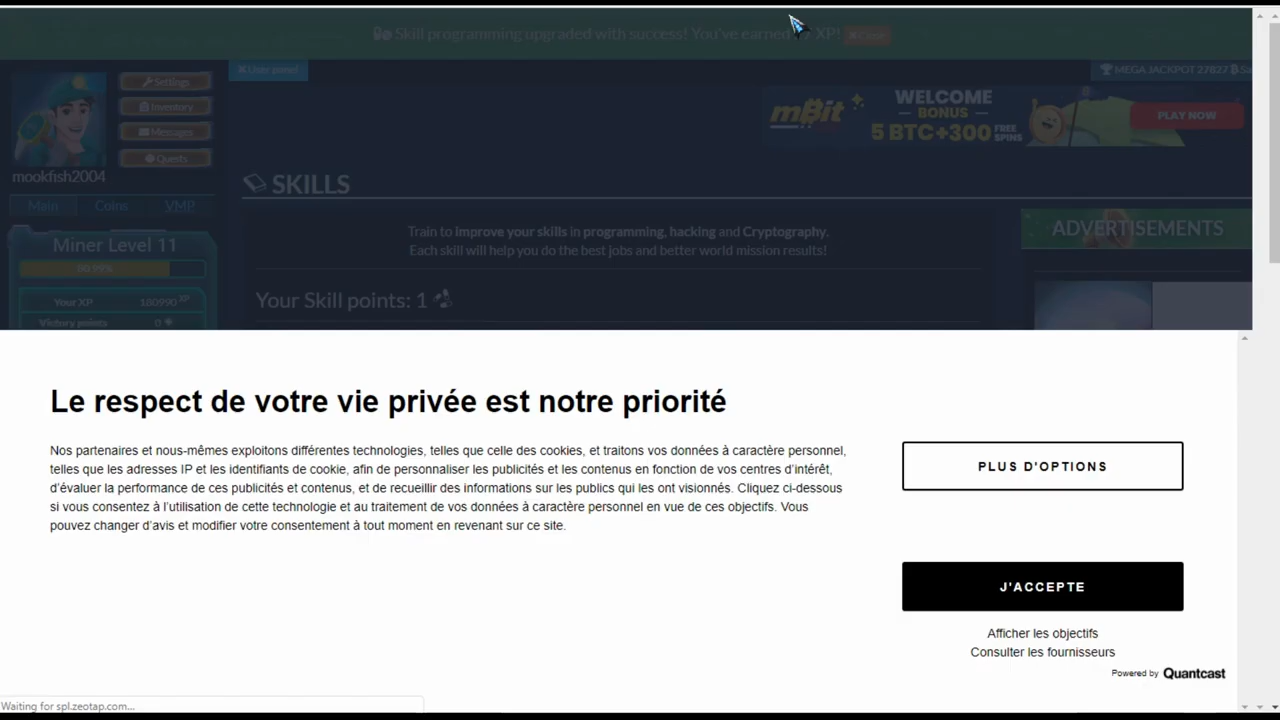 Skill programming upgraded with success! You've earned XP! × Close
× User panel
MEGA JACKPOT 27827
Settings
Inventory
Messages
Quests
mBit
WELCOME
BONUS
5 BTC+300 FREE SPINS
PLAY NOW
mookfish2004
Main Coins VMP
SKILLS
Miner Level 11
Train to improve your skills in programming, hacking and Cryptography.
Each skill will help you do the best jobs and better world mission results!
ADVERTISEMENTS
Your XP 180990 XP
Your Skill points: 1
Victory points 0
Le respect de votre vie privée est notre priorité
Nos partenaires et nous-mêmes exploitons différentes technologies, telles que celle des cookies, et traitons vos données à caractère personnel,
telles que les adresses IP et les identifiants de cookie, afin de personnaliser les publicités et les contenus en fonction de vos centres d'intérêt,
d'évaluer la performance de ces publicités et contenus, et de recueillir des informations sur les publics qui les ont visionnés. Cliquez ci-dessous
si vous consentez à l'utilisation de cette technologie et au traitement de vos données à caractère personnel en vue de ces objectifs. Vous
pouvez changer d'avis et modifier votre consentement à tout moment en revenant sur ce site.
PLUS D'OPTIONS
J'ACCEPTE
Afficher les objectifs
Consulter les fournisseurs
Powered by Quantcast
Waiting for spl.zeotap.com...